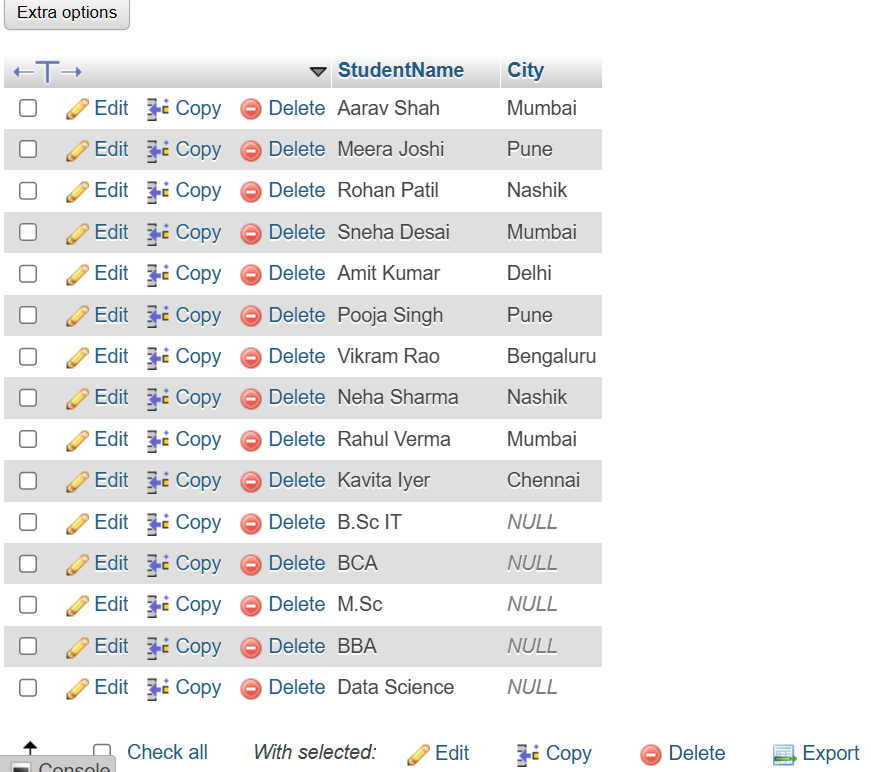 Extra options
←T→ StudentName City
Edit Copy Delete Aarav Shah Mumbai
Edit Copy Delete Meera Joshi Pune
Edit Copy Delete Rohan Patil Nashik
Edit Copy Delete Sneha Desai Mumbai
Edit Copy Delete Amit Kumar Delhi
Edit Copy Delete Pooja Singh Pune
Edit Copy Delete Vikram Rao Bengaluru
Edit Copy Delete Neha Sharma Nashik
Edit Copy Delete Rahul Verma Mumbai
Edit Copy Delete Kavita Iyer Chennai
Edit Copy Delete B.Sc IT NULL
Edit Copy Delete BCA NULL
Edit Copy Delete M.Sc NULL
Edit Copy Delete BBA NULL
Edit Copy Delete Data Science NULL
Check all With selected: Edit Copy Delete Export
Console